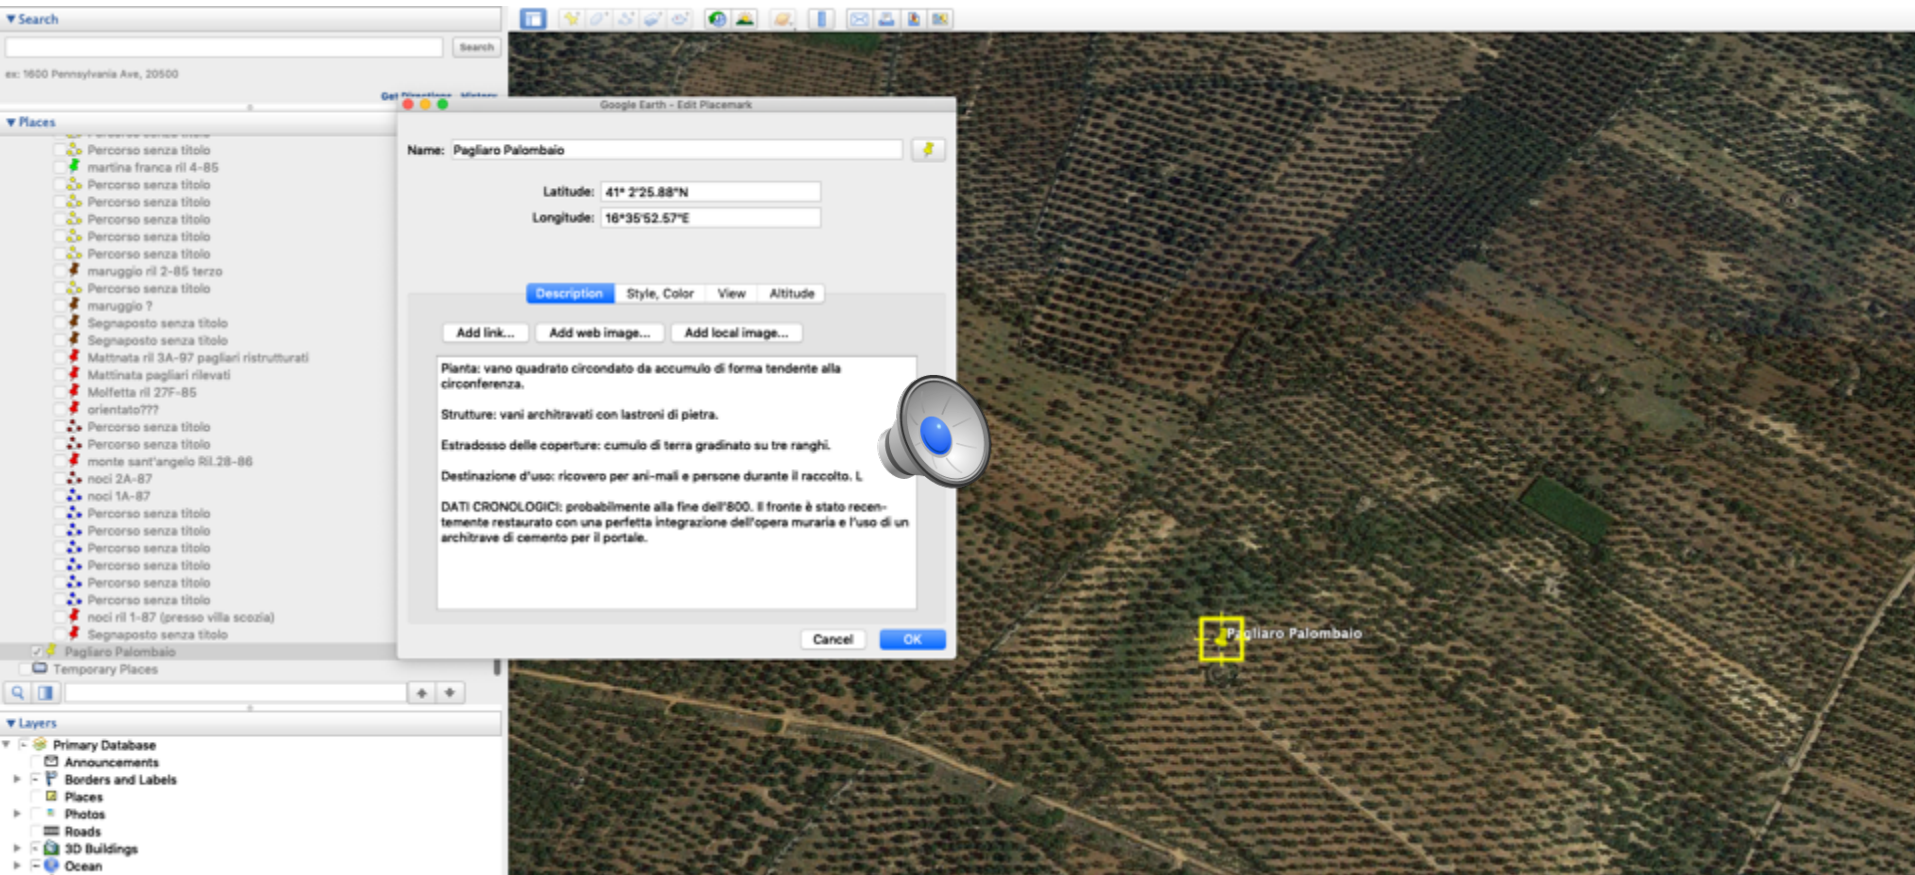 Search
Search
ex: 1600 Pennsylvania Ave, 20500
Get Directions History
Places
Percorso senza titolo
Percorso senza titolo
martina franca ril 4-85
Percorso senza titolo
Percorso senza titolo
Percorso senza titolo
Percorso senza titolo
Percorso senza titolo
maruggio ril 2-85 terzo
Percorso senza titolo
maruggio ?
Segnaposto senza titolo
Segnaposto senza titolo
Mattnata ril 3A-97 pagliari ristrutturati
Mattinata pagliari rilevati
Molfetta ril 27F-85
orientato???
Percorso senza titolo
Percorso senza titolo
monte sant'angelo Ril.28-86
noci 2A-87
noci 1A-87
Percorso senza titolo
Percorso senza titolo
Percorso senza titolo
Percorso senza titolo
Percorso senza titolo
Percorso senza titolo
noci ril 1-87 (presso villa scozia)
Segnaposto senza titolo
Pagliaro Palombaio
Temporary Places
Layers
Primary Database
Announcements
Borders and Labels
Places
Photos
Roads
3D Buildings
Ocean
Google Earth - Edit Placemark
Name: Pagliaro Palombaio
Latitude: 41° 2'25.88"N
Longitude: 16°35'52.57"E
Description Style, Color View Altitude
Add link... Add web image... Add local image...
Pianta: vano quadrato circondato da accumulo di forma tendente alla
circonferenza.
Strutture: vani architravati con lastroni di pietra.
Estradosso delle coperture: cumulo di terra gradinato su tre ranghi.
Destinazione d'uso: ricovero per ani-mali e persone durante il raccolto. L
DATI CRONOLOGICI: probabilmente alla fine dell'800. Il fronte è stato recen-
temente restaurato con una perfetta integrazione dell'opera muraria e l'uso di un
architrave di cemento per il portale.
Cancel OK
Pagliaro Palombaio